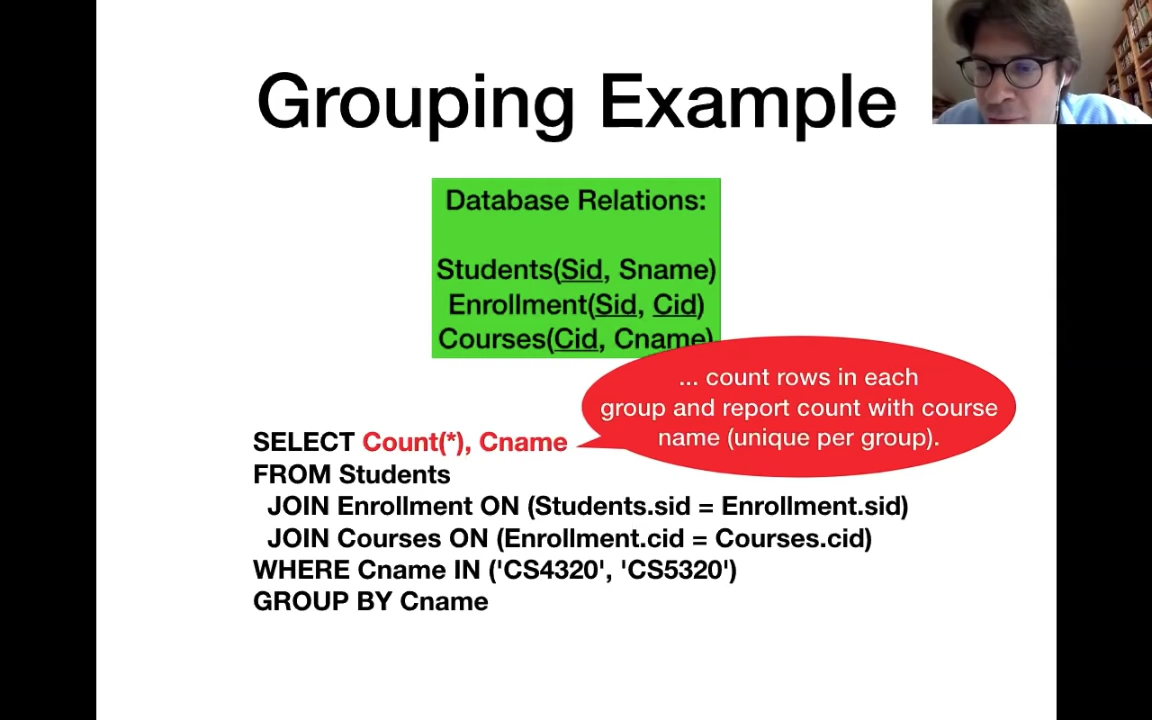 Grouping Example
Database Relations:
Students(Sid, Sname)
Enrollment(Sid, Cid)
Courses(Cid, Cname)
... count rows in each
group and report count with course
name (unique per group).
SELECT Count(*), Cname
FROM Students
JOIN Enrollment ON (Students.sid = Enrollment.sid)
JOIN Courses ON (Enrollment.cid = Courses.cid)
WHERE Cname IN ('CS4320', 'CS5320')
GROUP BY Cname